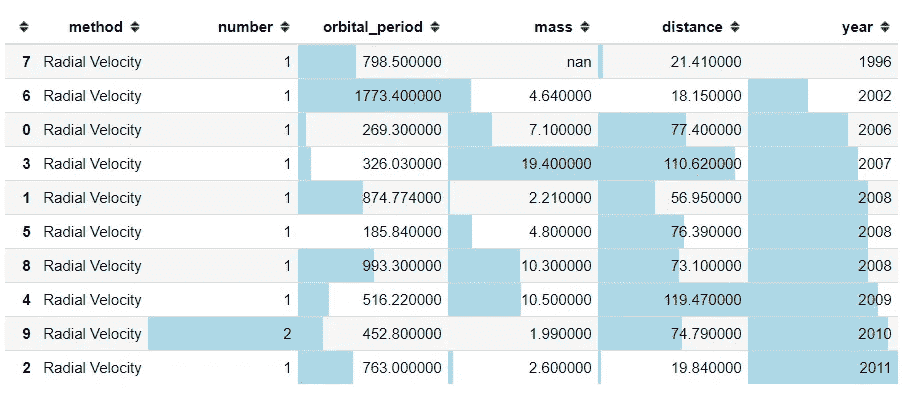 method number orbital_period mass distance year
7 Radial Velocity 1 798.500000 nan 21.410000 1996
6 Radial Velocity 1 1773.400000 4.640000 18.150000 2002
0 Radial Velocity 1 269.300000 7.100000 77.400000 2006
3 Radial Velocity 1 326.030000 19.400000 110.620000 2007
1 Radial Velocity 1 874.774000 2.210000 56.950000 2008
5 Radial Velocity 1 185.840000 4.800000 76.390000 2008
8 Radial Velocity 1 993.300000 10.300000 73.100000 2008
4 Radial Velocity 1 516.220000 10.500000 119.470000 2009
9 Radial Velocity 2 452.800000 1.990000 74.790000 2010
2 Radial Velocity 1 763.000000 2.600000 19.840000 2011